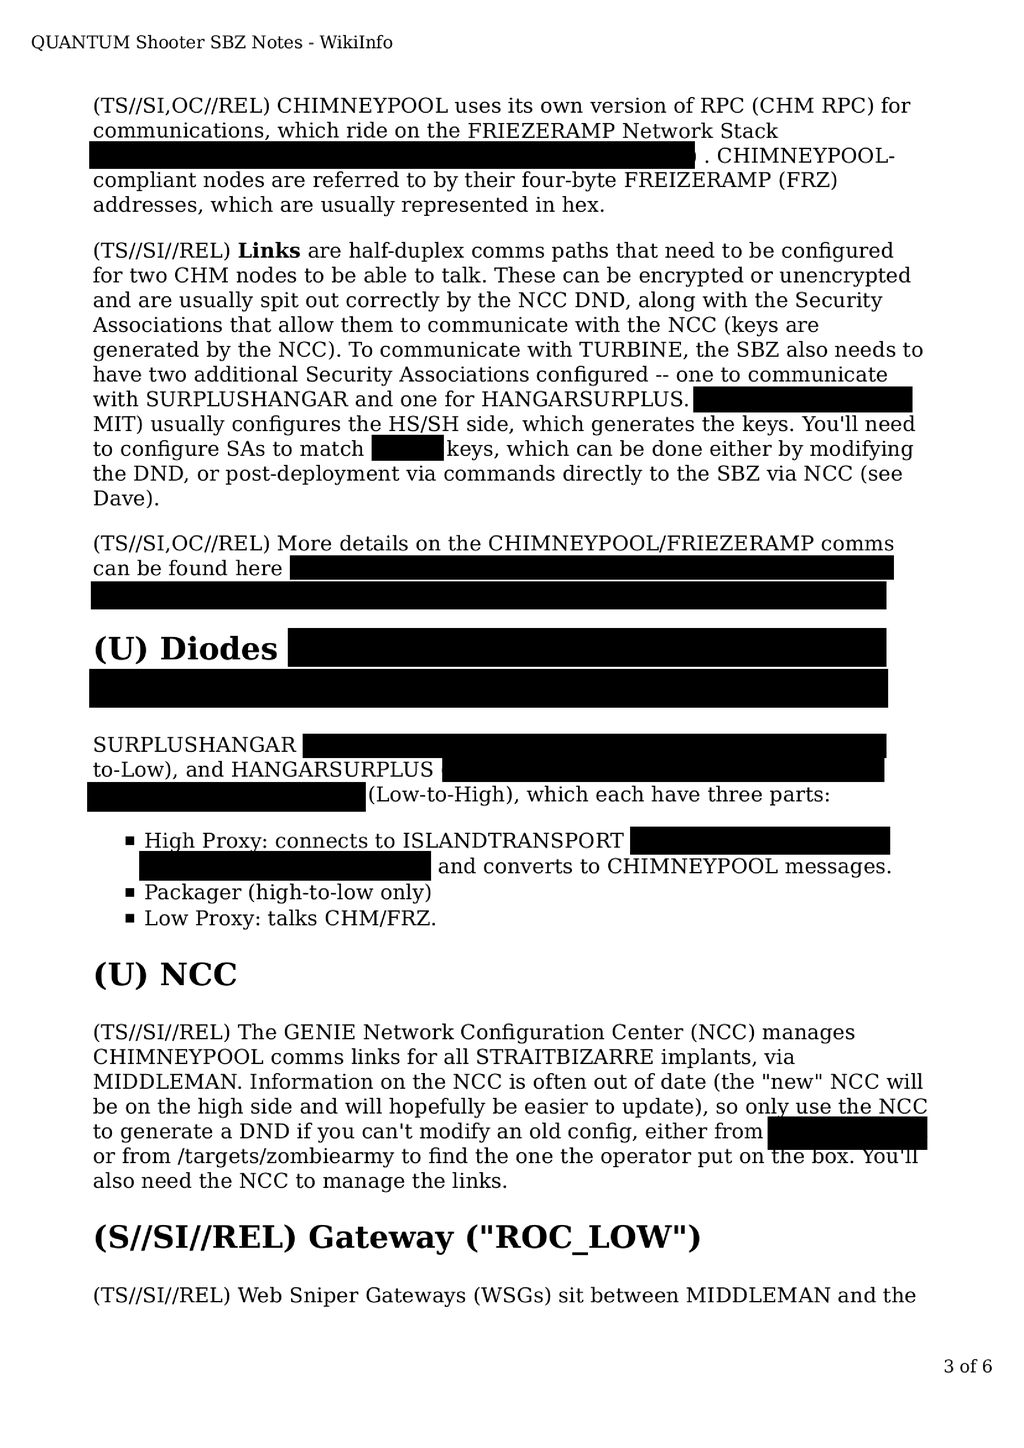 QUANTUM Shooter SBZ Notes - WikiInfo
(TS//SI,OC//REL) CHIMNEYPOOL uses its own version of RPC (CHM RPC) for
communications, which ride on the FRIEZERAMP Network Stack
. CHIMNEYPOOL-
compliant nodes are referred to by their four-byte FREIZERAMP (FRZ)
addresses, which are usually represented in hex.
(TS//SI//REL) Links are half-duplex comms paths that need to be configured
for two CHM nodes to be able to talk. These can be encrypted or unencrypted
and are usually spit out correctly by the NCC DND, along with the Security
Associations that allow them to communicate with the NCC (keys are
generated by the NCC). To communicate with TURBINE, the SBZ also needs to
have two additional Security Associations configured -- one to communicate
with SURPLUSHANGAR and one for HANGARSURPLUS.
MIT) usually configures the HS/SH side, which generates the keys. You'll need
to configure SAs to match keys, which can be done either by modifying
the DND, or post-deployment via commands directly to the SBZ via NCC (see
Dave).
(TS//SI,OC//REL) More details on the CHIMNEYPOOL/FRIEZERAMP comms
can be found here
(U) Diodes
SURPLUSHANGAR
to-Low), and HANGARSURPLUS
(Low-to-High), which each have three parts:
▪ High Proxy: connects to ISLANDTRANSPORT
and converts to CHIMNEYPOOL messages.
▪ Packager (high-to-low only)
▪ Low Proxy: talks CHM/FRZ.
(U) NCC
(TS//SI//REL) The GENIE Network Configuration Center (NCC) manages
CHIMNEYPOOL comms links for all STRAITBIZARRE implants, via
MIDDLEMAN. Information on the NCC is often out of date (the "new" NCC will
be on the high side and will hopefully be easier to update), so only use the NCC
to generate a DND if you can't modify an old config, either from
or from /targets/zombiearmy to find the one the operator put on the box. You'll
also need the NCC to manage the links.
(S//SI//REL) Gateway ("ROC_LOW")
(TS//SI//REL) Web Sniper Gateways (WSGs) sit between MIDDLEMAN and the
3 of 6